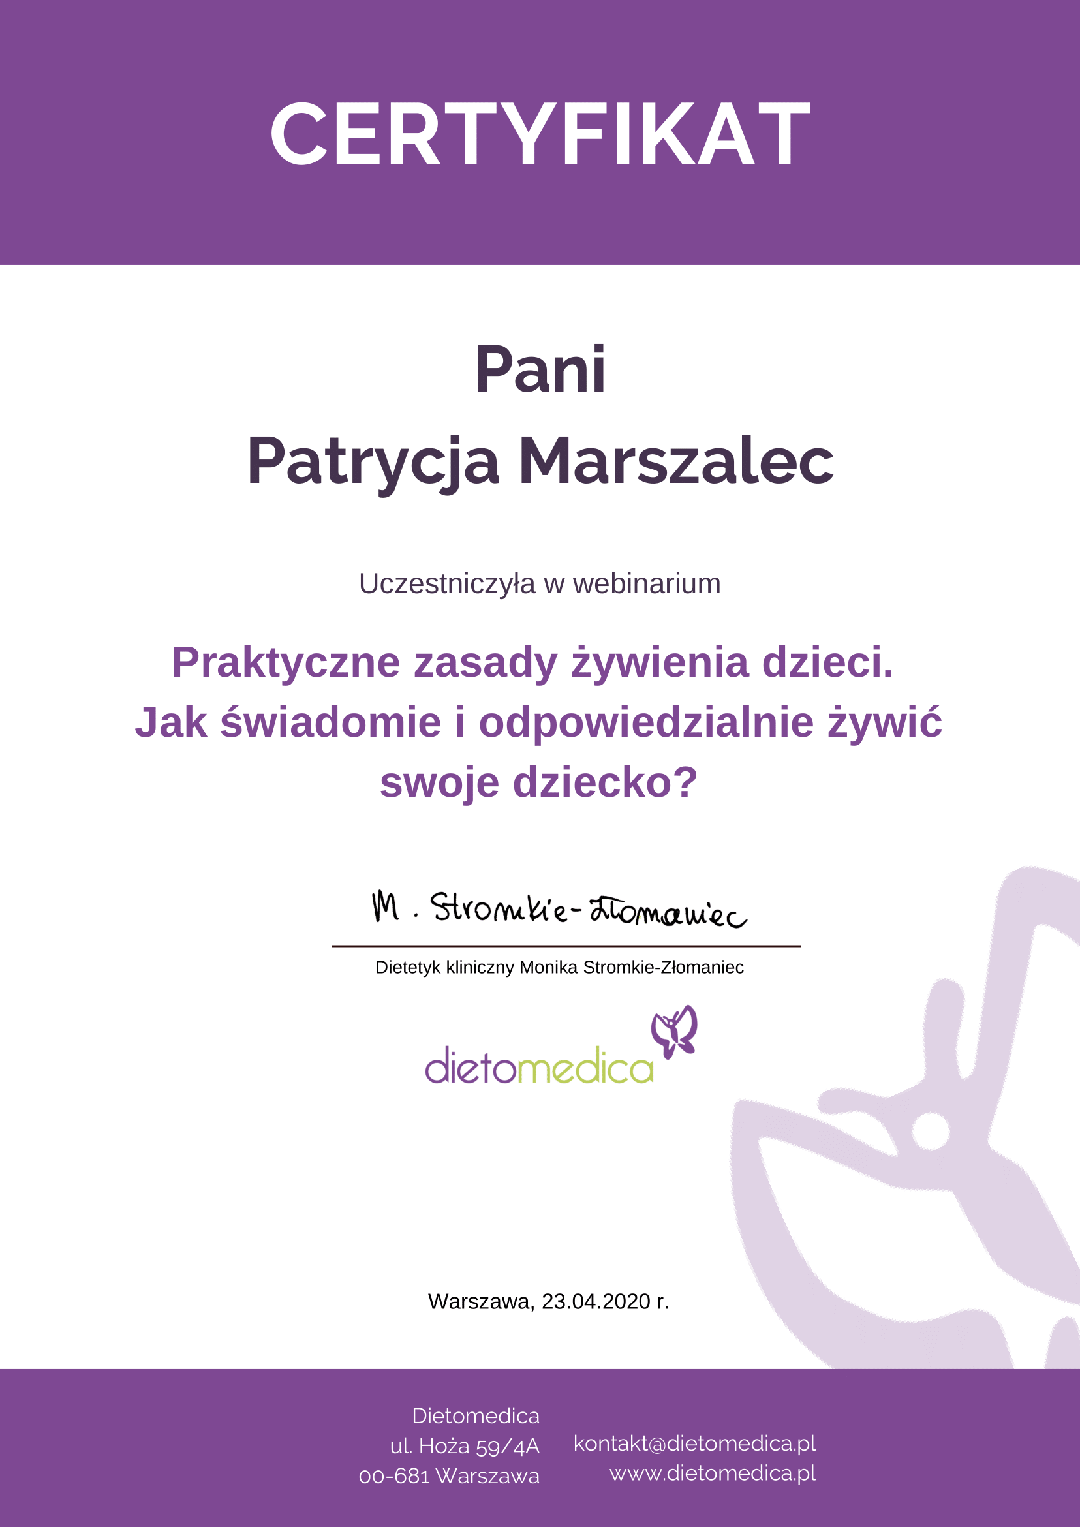 CERTYFIKAT
Pani
Patrycja Marszalec
Uczestniczyła w webinarium
Praktyczne zasady żywienia dzieci.
Jak świadomie i odpowiedzialnie żywić
swoje dziecko?
M. Stromkie-Złomaniec
Dietetyk kliniczny Monika Stromkie-Złomaniec
dietomedica
Warszawa, 23.04.2020 r.
Dietomedica
ul. Hoża 59/4A
00-681 Warszawa
kontakt@dietomedica.pl
www.dietomedica.pl